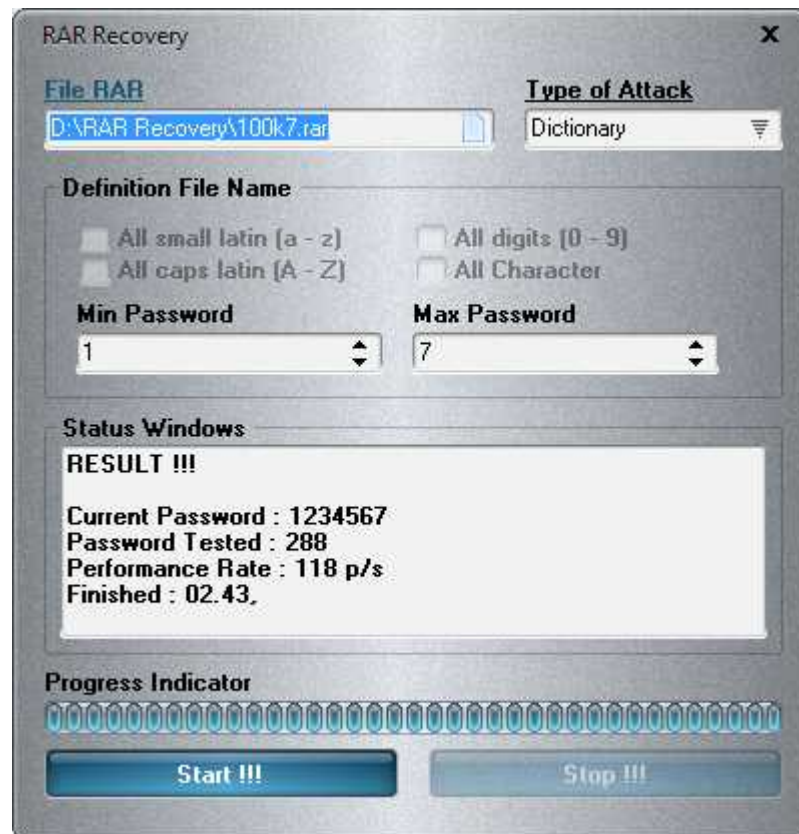 RAR Recovery X
File RAR Type of Attack
D:\RAR Recovery\100k7.rar Dictionary
Definition File Name
All small latin (a - z) All digits (0 - 9)
All caps latin (A - Z) All Character
Min Password Max Password
1 7
Status Windows
RESULT !!!
Current Password : 1234567
Password Tested : 288
Performance Rate : 118 p/s
Finished : 02.43,
Progress Indicator
Start !!! Stop !!!